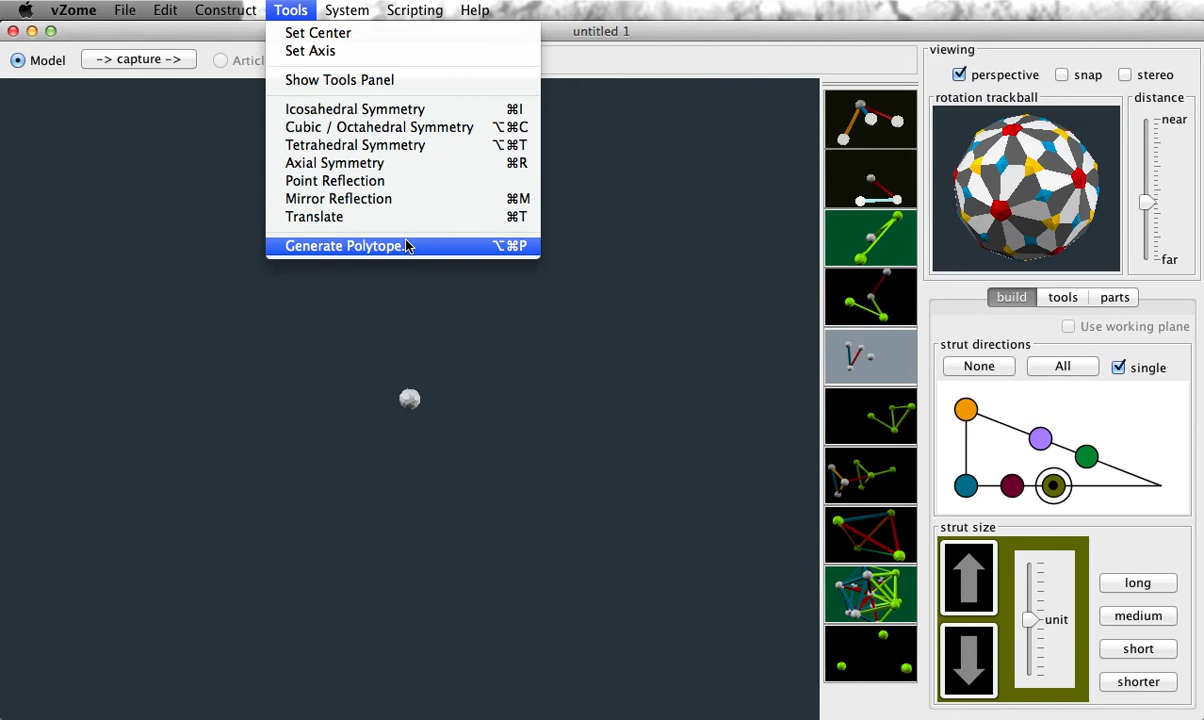 vZome File Edit Construct Tools System Scripting Help
untitled 1
Model -> capture -> Articl
Set Center
Set Axis
Show Tools Panel
Icosahedral Symmetry ⌘I
Cubic / Octahedral Symmetry ⌥⌘C
Tetrahedral Symmetry ⌥⌘T
Axial Symmetry ⌘R
Point Reflection
Mirror Reflection ⌘M
Translate ⌘T
Generate Polytope.. ⌥⌘P
viewing
perspective snap stereo
rotation trackball distance
near
far
build tools parts
Use working plane
strut directions
None All single
strut size
unit
long
medium
short
shorter